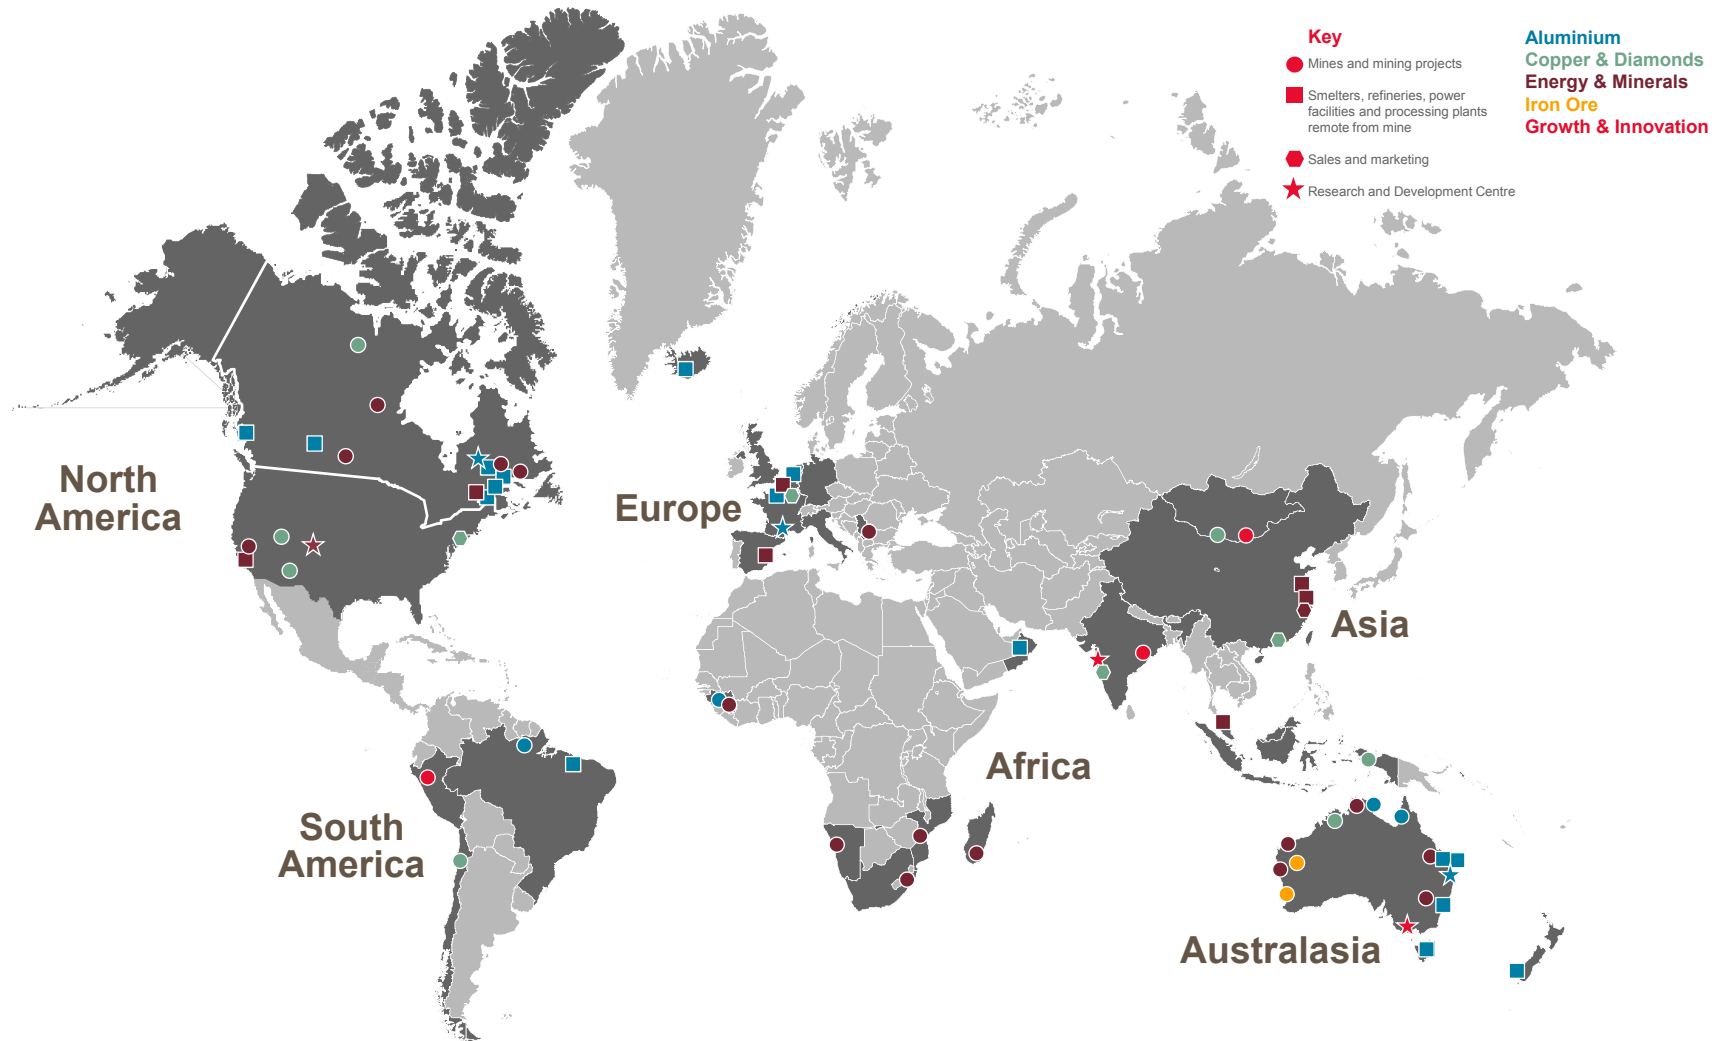 Key
Mines and mining projects
Smelters, refineries, power
facilities and processing plants
remote from mine
Sales and marketing
Research and Development Centre
Aluminium
Copper & Diamonds
Energy & Minerals
Iron Ore
Growth & Innovation
North
America
Europe
Asia
Africa
South
America
Australasia